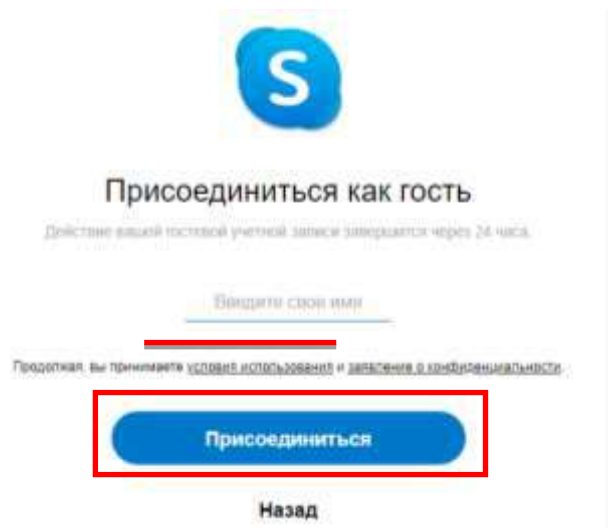 S
Присоединиться как гость
Действие вашей гостевой учетной записи завершится через 24 часа.
Введите свое имя
Продолжая, вы принимаете условия использования и заявление о конфиденциальности.
Присоединиться
Назад